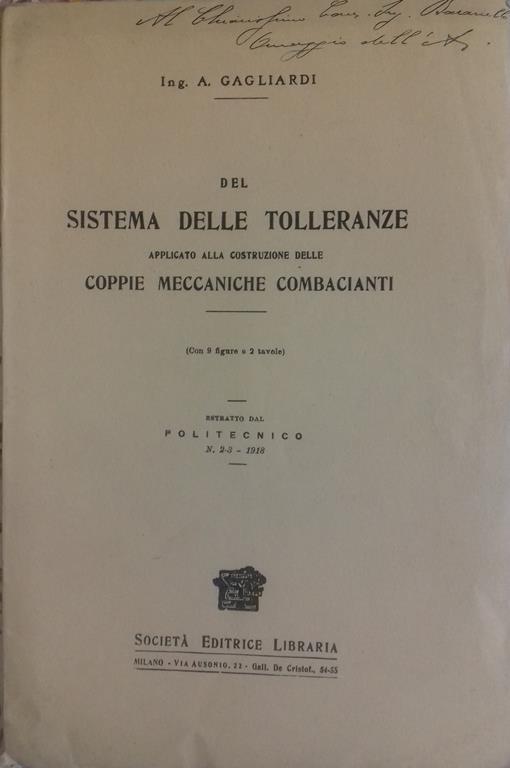 Al Chiarissimo Cav. Ing.
Omaggio dell'A.
Ing. A. GAGLIARDI
DEL
SISTEMA DELLE TOLLERANZE
APPLICATO ALLA COSTRUZIONE DELLE
COPPIE MECCANICHE COMBACIANTI
(Con 9 figure e 2 tavole)
ESTRATTO DAL
POLITECNICO
N. 2-3 - 1918
SOCIETÀ EDITRICE LIBRARIA
MILANO - VIA AUSONIO, 22 - Gall. De Cristof., 54-55